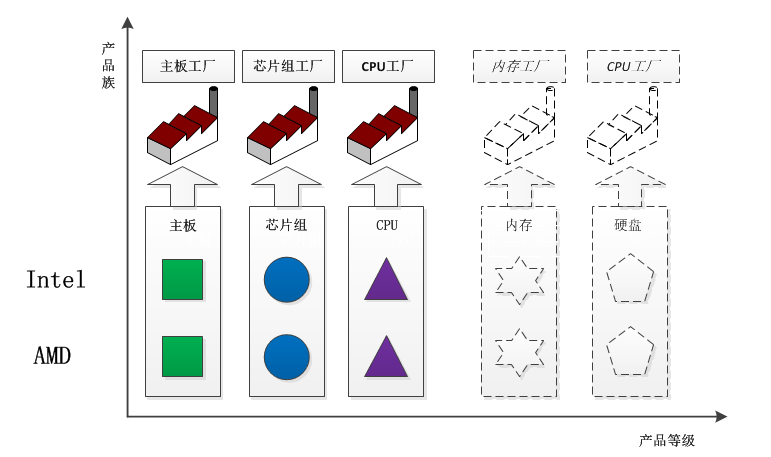 产品族
主板工厂
芯片组工厂
CPU工厂
内存工厂
CPU工厂
主板
芯片组
CPU
内存
硬盘
Intel
AMD
产品等级